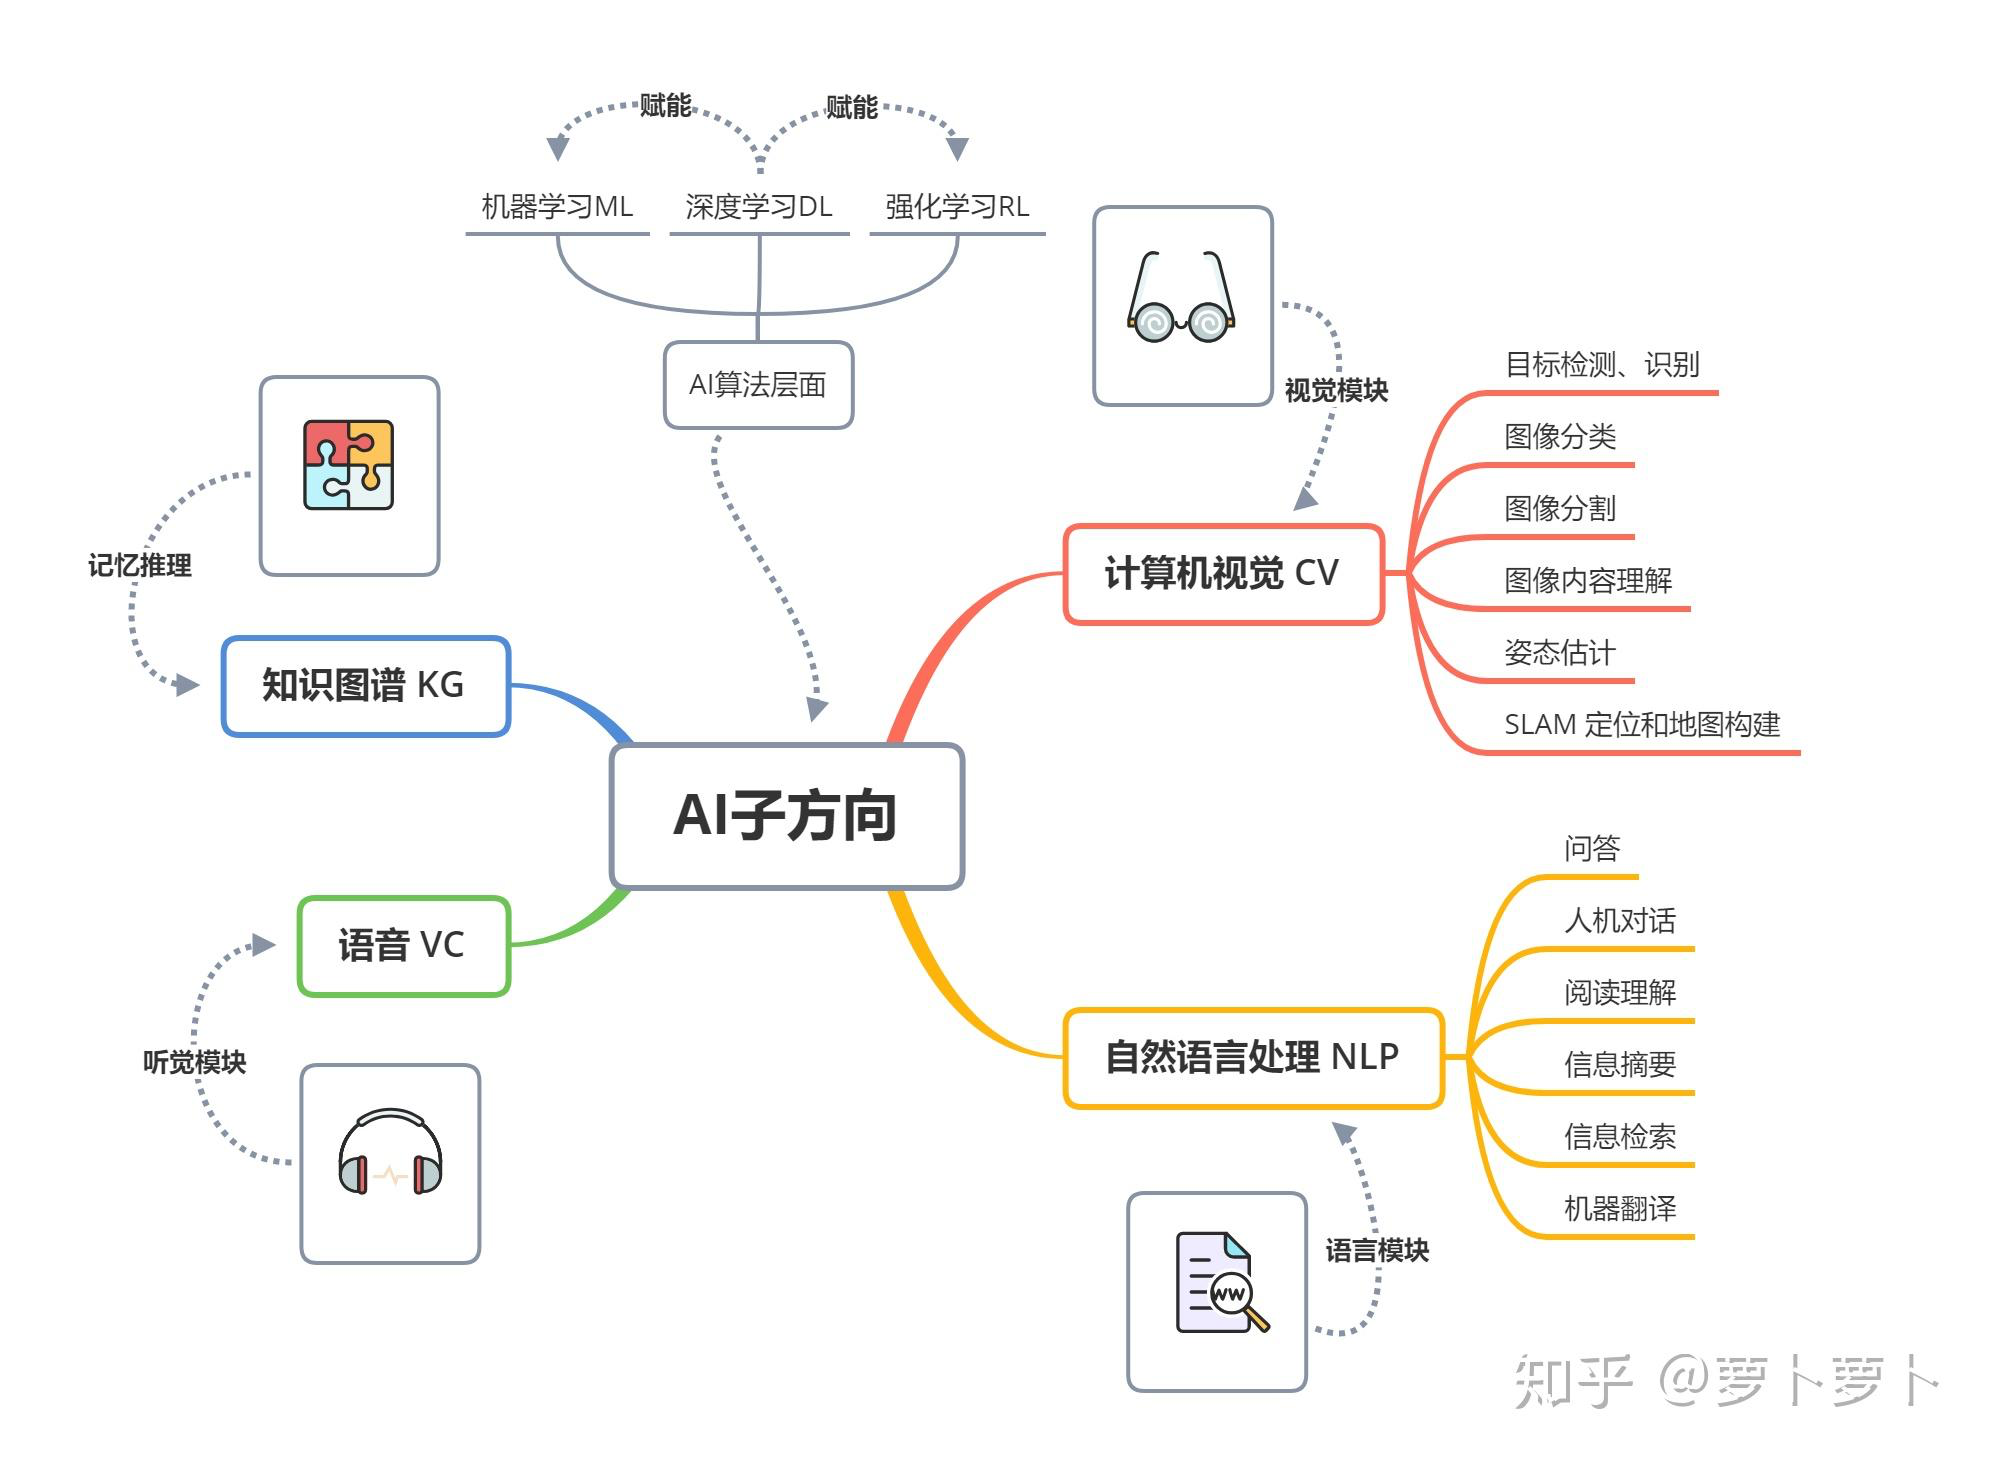 赋能
赋能
机器学习ML
深度学习DL
强化学习RL
AI算法层面
视觉模块
目标检测、识别
图像分类
图像分割
图像内容理解
姿态估计
SLAM 定位和地图构建
计算机视觉 CV
记忆推理
知识图谱 KG
AI子方向
语音 VC
听觉模块
自然语言处理 NLP
问答
人机对话
阅读理解
信息摘要
信息检索
机器翻译
语言模块
WW
知乎 @萝卜萝卜